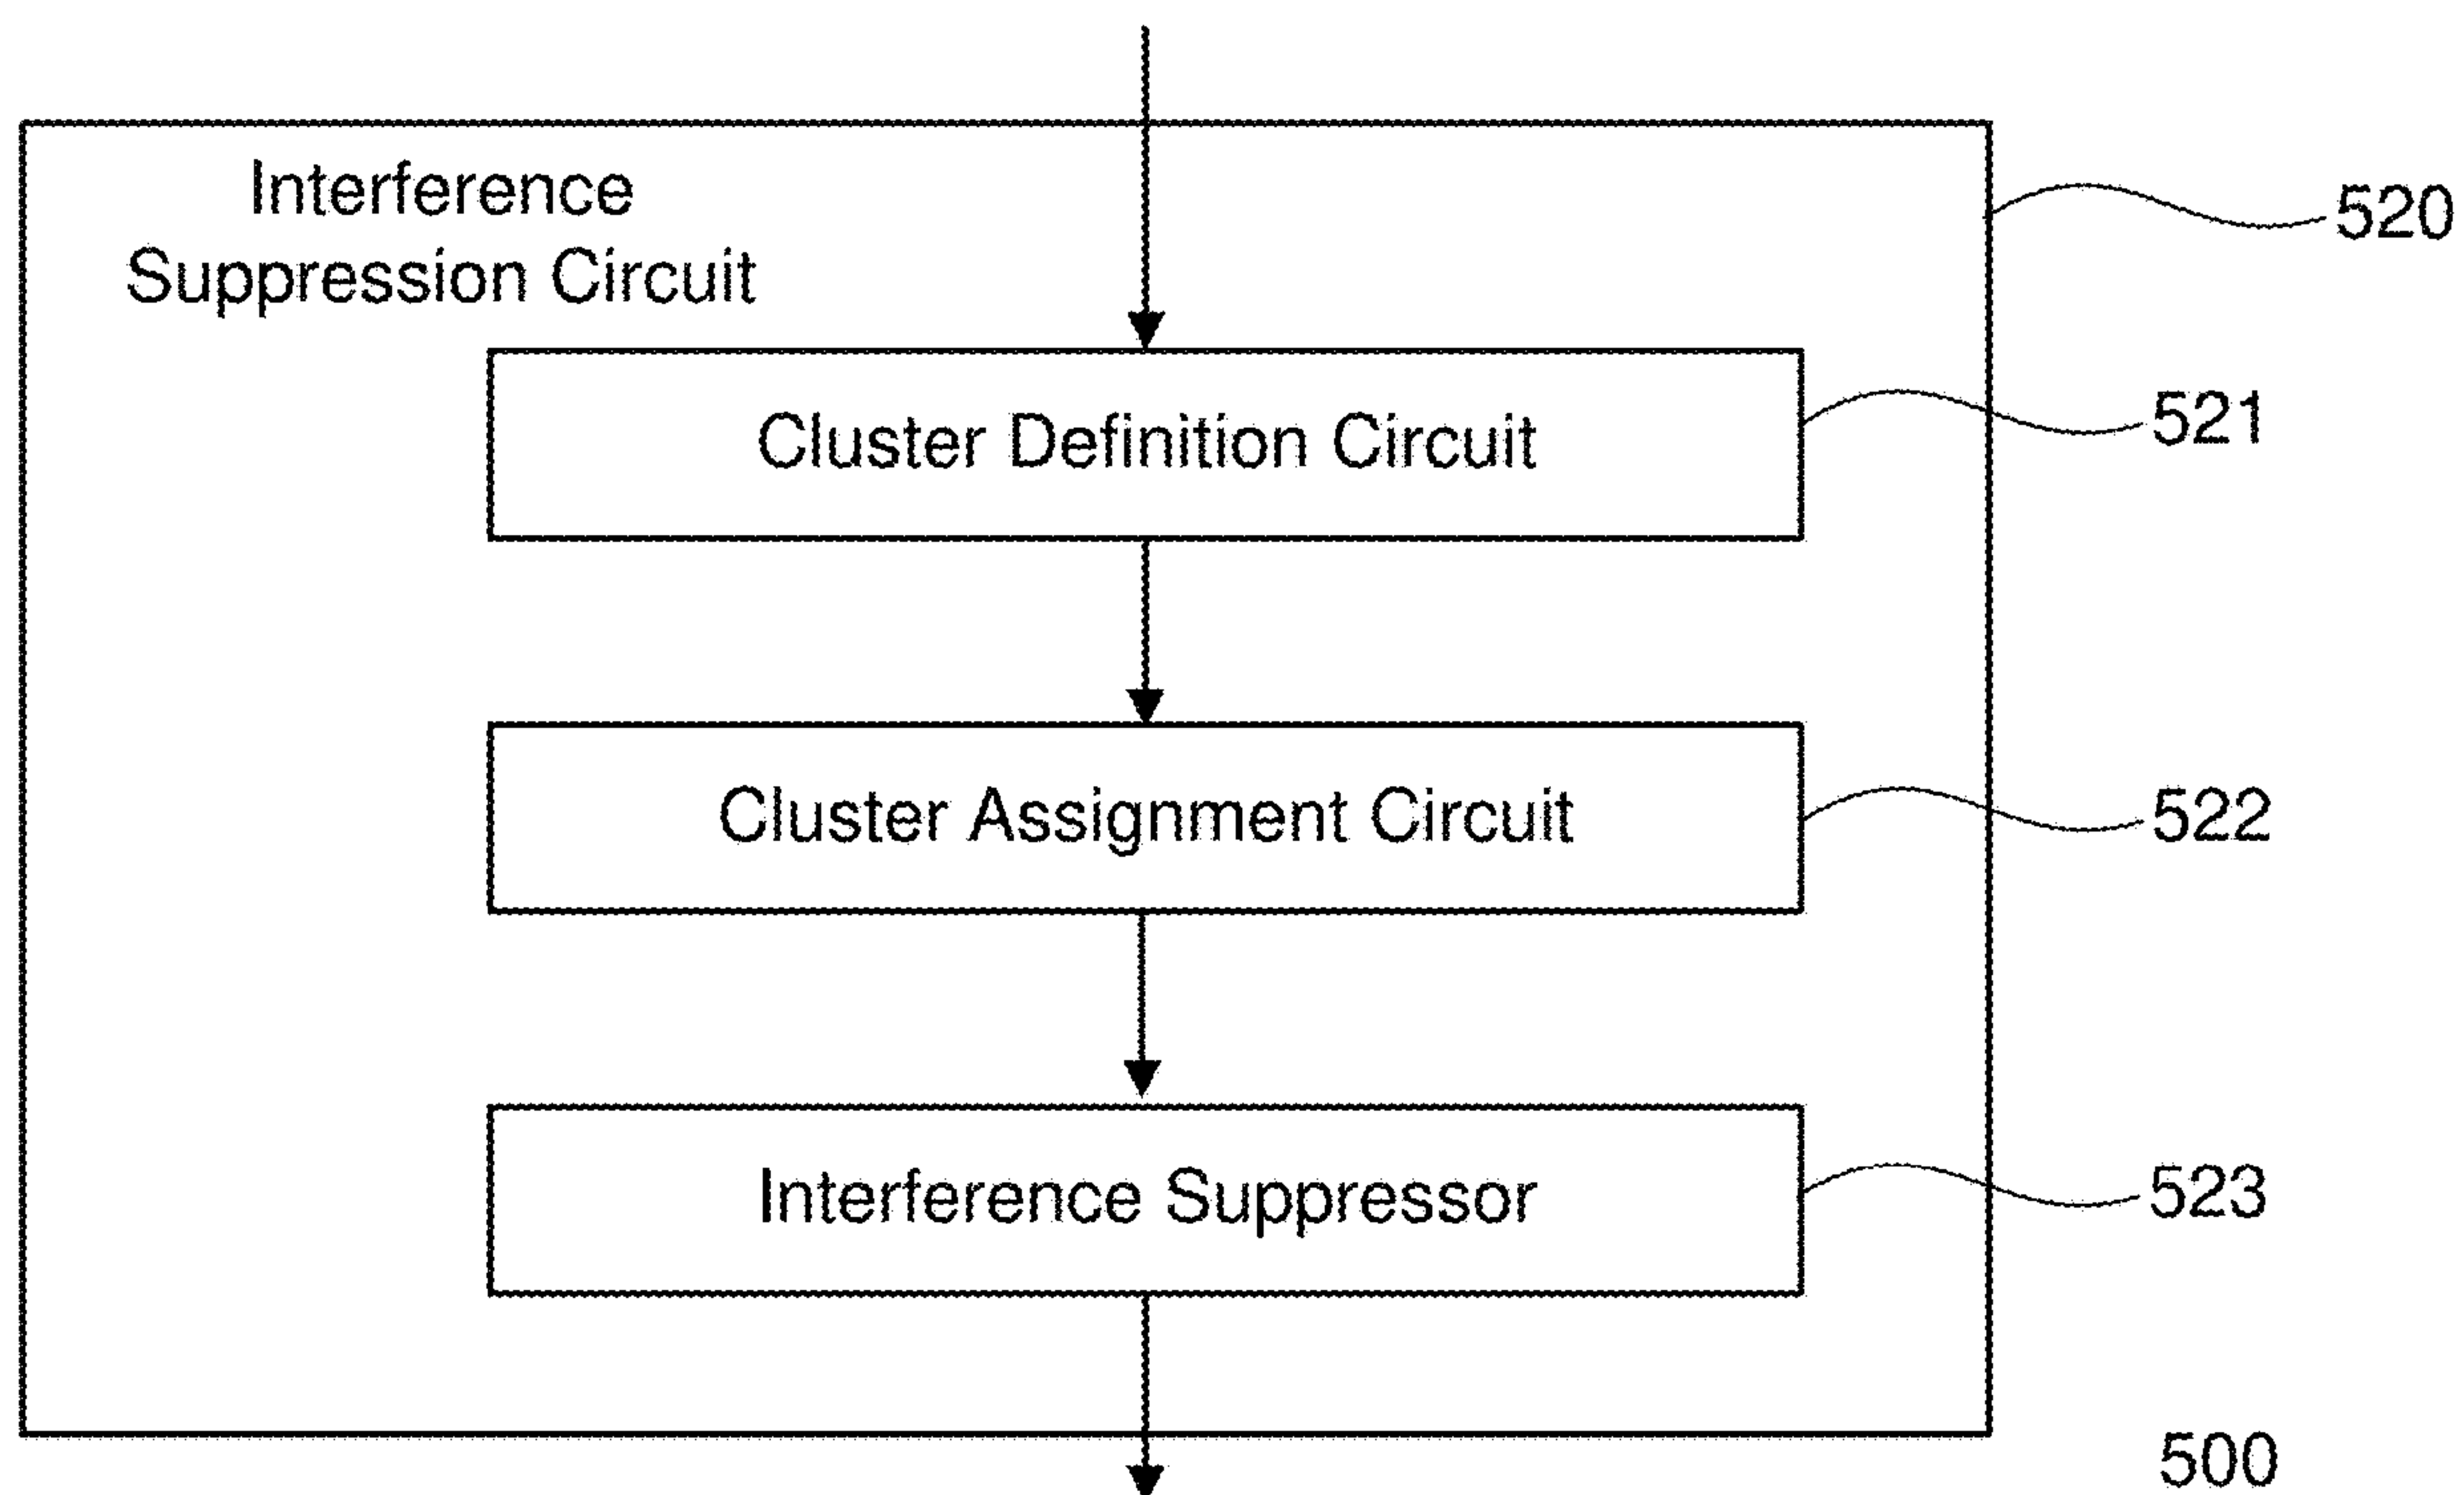 Interference
Suppression Circuit
520
Cluster Definition Circuit
521
Cluster Assignment Circuit
522
Interference Suppressor
523
500